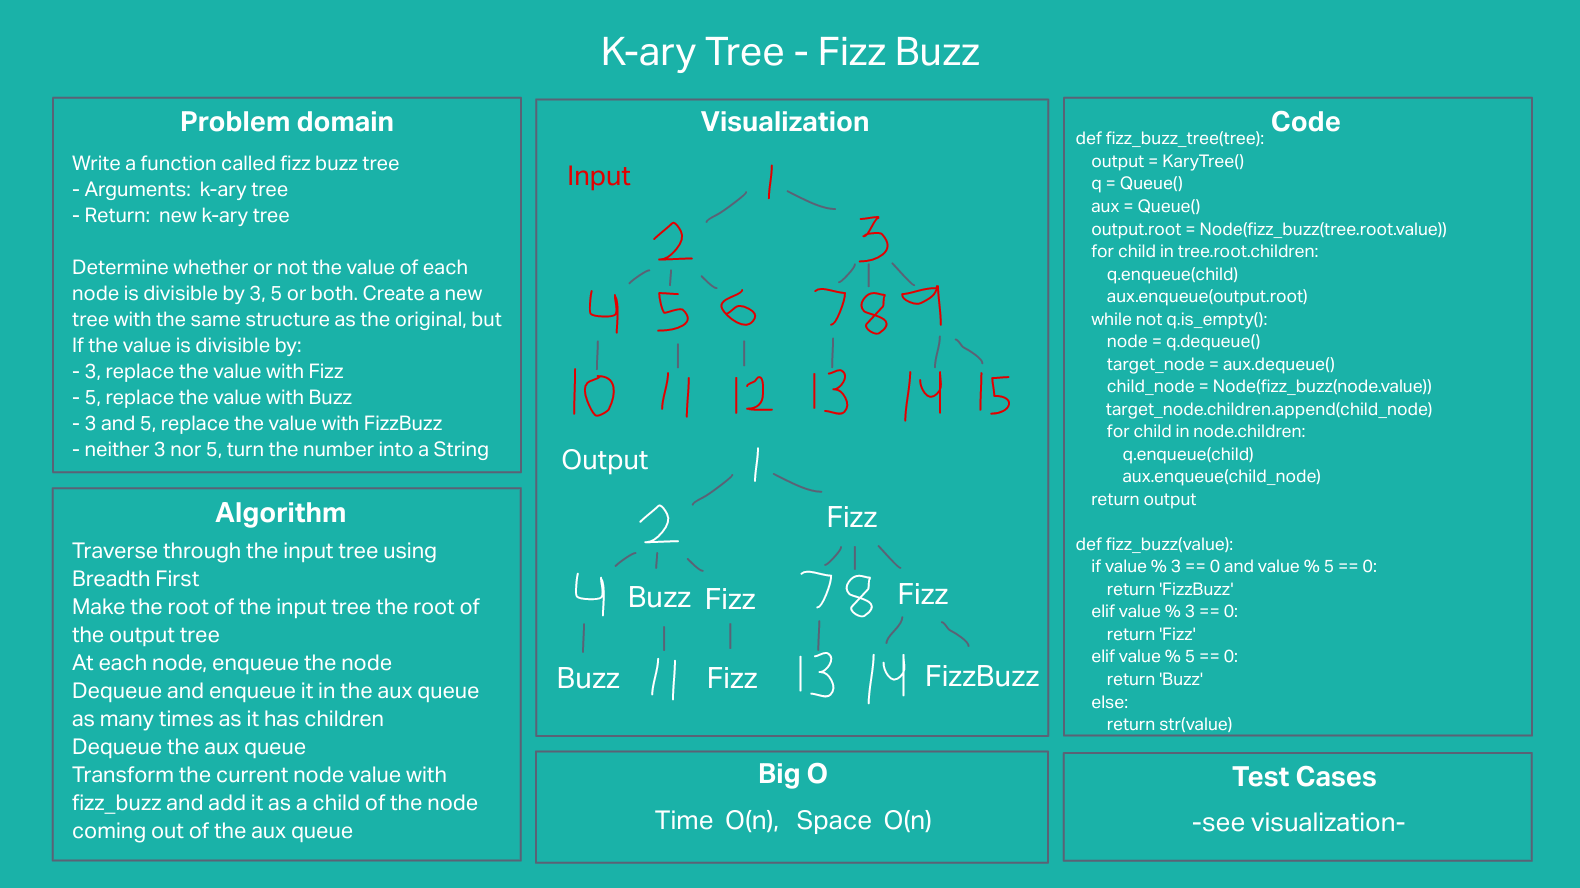 K-ary Tree - Fizz Buzz
Problem domain
Write a function called fizz buzz tree
- Arguments:  k-ary tree
- Return:  new k-ary tree
Determine whether or not the value of each
node is divisible by 3, 5 or both. Create a new
tree with the same structure as the original, but
If the value is divisible by:
- 3, replace the value with Fizz
- 5, replace the value with Buzz
- 3 and 5, replace the value with FizzBuzz
- neither 3 nor 5, turn the number into a String
Algorithm
Traverse through the input tree using
Breadth First
Make the root of the input tree the root of
the output tree
At each node, enqueue the node
Dequeue and enqueue it in the aux queue
as many times as it has children
Dequeue the aux queue
Transform the current node value with
fizz_buzz and add it as a child of the node
coming out of the aux queue
Visualization
Input
1
2 3
4 5 6 7 8 9
10 11 12 13 14 15
Output
1
2 Fizz
4 Buzz Fizz 7 8 Fizz
Buzz 11 Fizz 13 14 FizzBuzz
Big O
Time  O(n),  Space  O(n)
Code
def fizz_buzz_tree(tree):
    output = KaryTree()
    q = Queue()
    aux = Queue()
    output.root = Node(fizz_buzz(tree.root.value))
    for child in tree.root.children:
        q.enqueue(child)
        aux.enqueue(output.root)
    while not q.is_empty():
        node = q.dequeue()
        target_node = aux.dequeue()
        child_node = Node(fizz_buzz(node.value))
        target_node.children.append(child_node)
        for child in node.children:
            q.enqueue(child)
            aux.enqueue(child_node)
    return output
def fizz_buzz(value):
    if value % 3 == 0 and value % 5 == 0:
        return 'FizzBuzz'
    elif value % 3 == 0:
        return 'Fizz'
    elif value % 5 == 0:
        return 'Buzz'
    else:
        return str(value)
Test Cases
-see visualization-